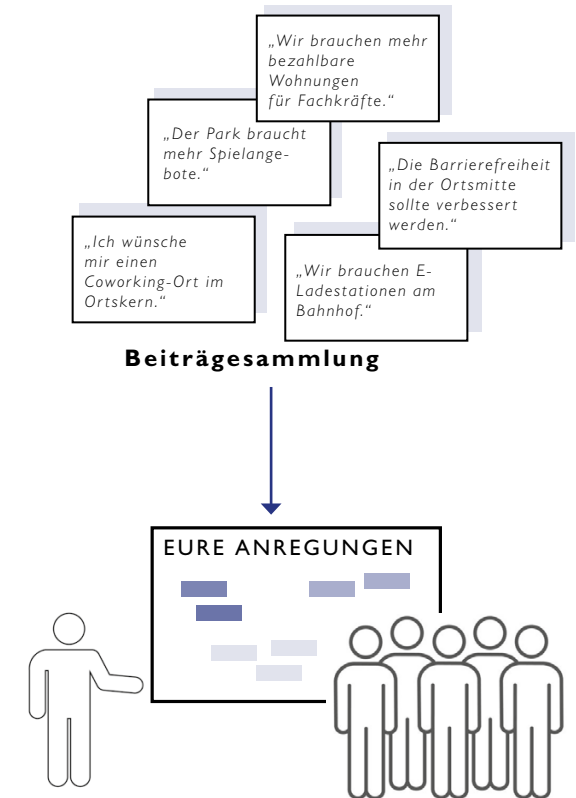 „Wir brauchen mehr
bezahlbare
Wohnungen
für Fachkräfte.“
„Der Park braucht
mehr Spielange-
bote.“
„Die Barrierefreiheit
in der Ortsmitte
sollte verbessert
werden.“
„Ich wünsche
mir einen
Coworking-Ort im
Ortskern.“
„Wir brauchen E-
Ladestationen am
Bahnhof.“
Beiträgesammlung
EURE ANREGUNGEN